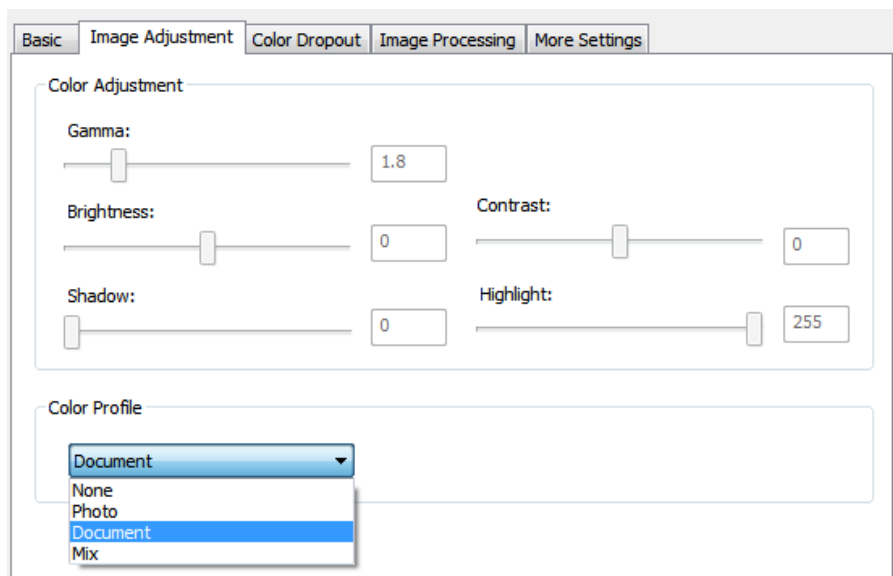 Basic Image Adjustment Color Dropout Image Processing More Settings
Color Adjustment
Gamma:
1.8
Brightness:
0
Contrast:
0
Shadow:
0
Highlight:
255
Color Profile
Document
None
Photo
Document
Mix